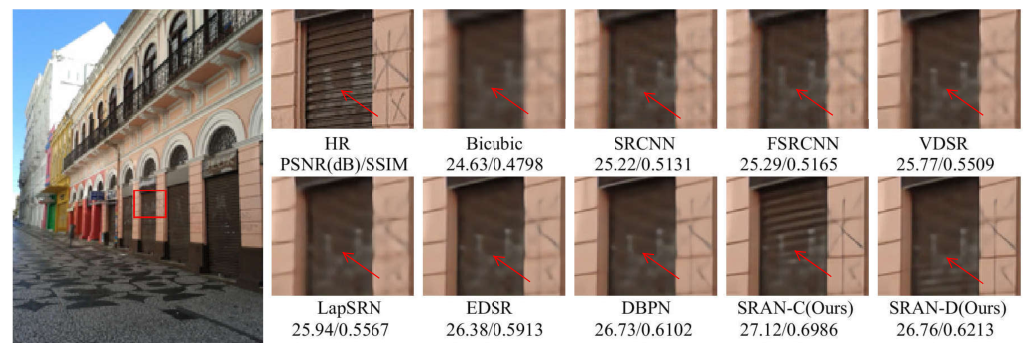 HR
PSNR(dB)/SSIM
Bicubic
24.63/0.4798
SRCNN
25.22/0.5131
FSRCNN
25.29/0.5165
VDSR
25.77/0.5509
LapSRN
25.94/0.5567
EDSR
26.38/0.5913
DBPN
26.73/0.6102
SRAN-C(Ours)
27.12/0.6986
SRAN-D(Ours)
26.76/0.6213